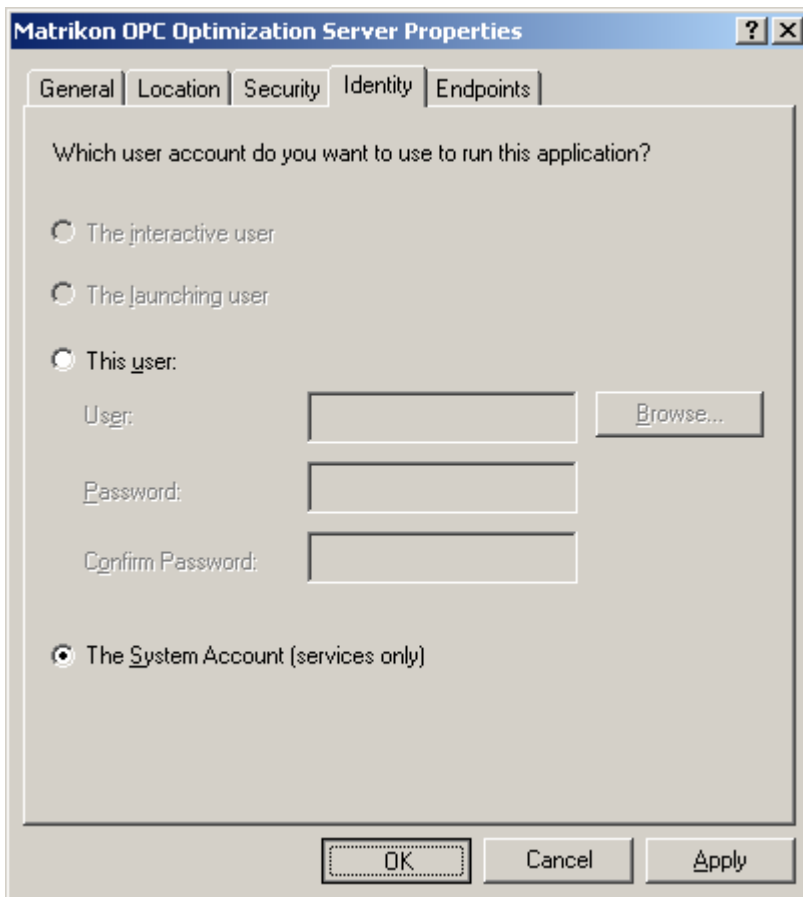 Matrikon OPC Optimization Server Properties ? X
General Location Security Identity Endpoints
Which user account do you want to use to run this application?
The interactive user
The launching user
This user:
User: Browse...
Password:
Confirm Password:
The System Account (services only)
OK Cancel Apply